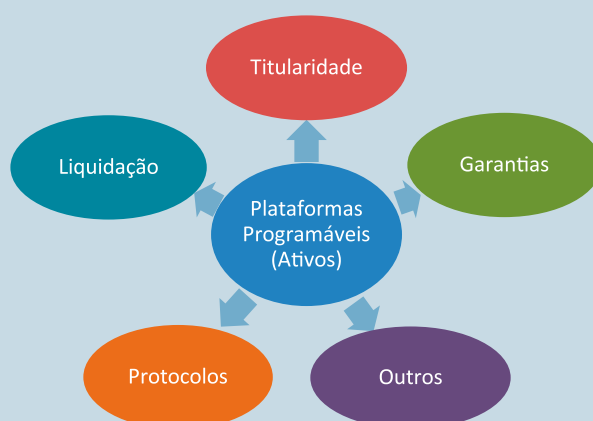 Titularidade
Liquidação
Garantias
Plataformas
Programáveis
(Ativos)
Protocolos
Outros